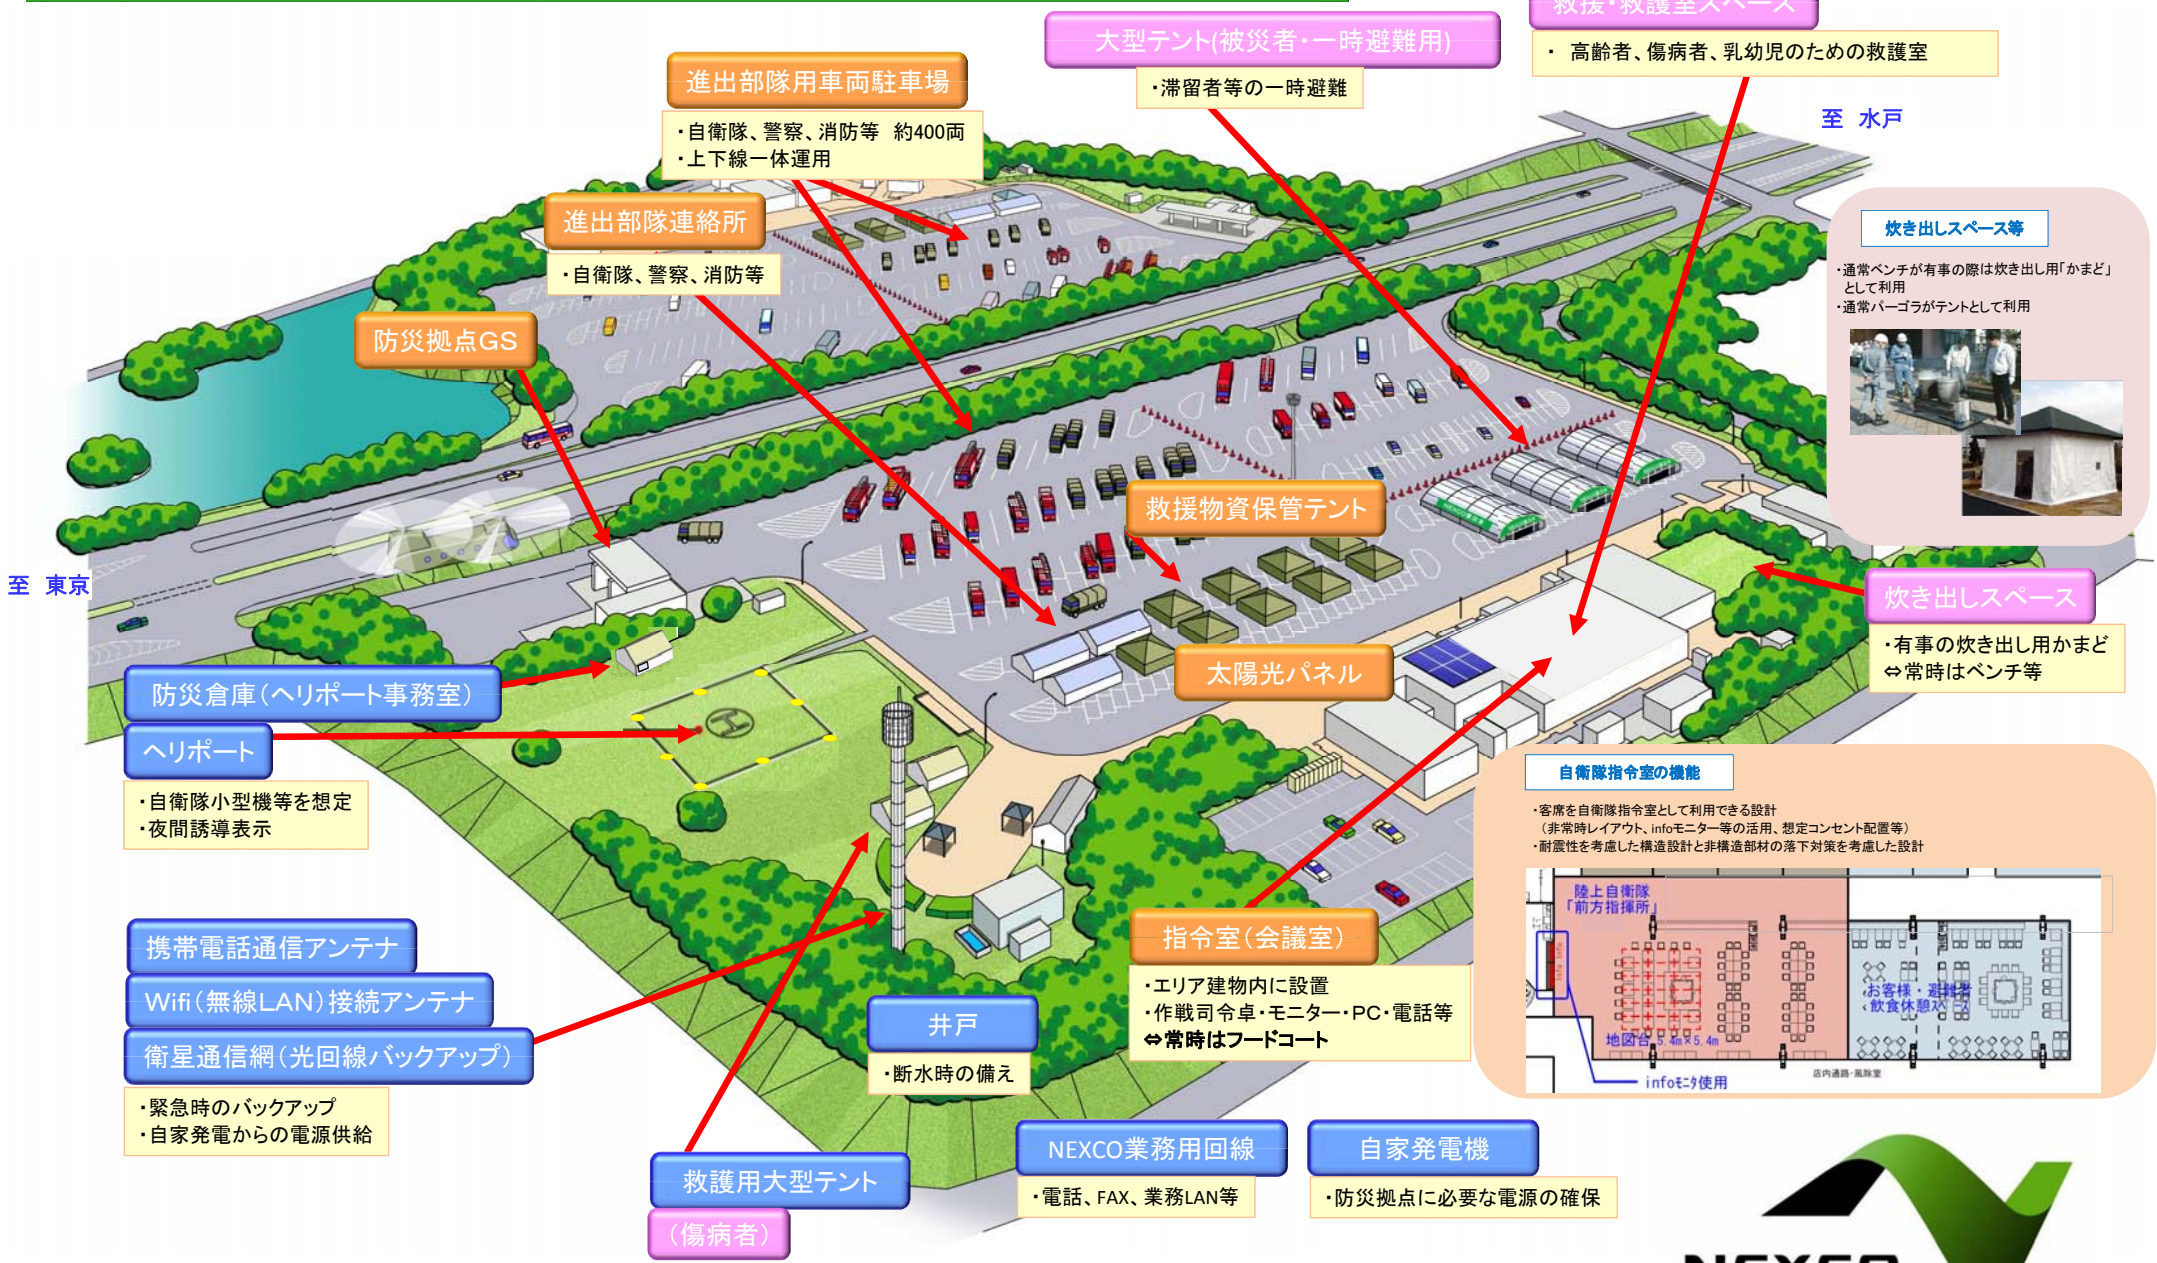 救援・救護室スペース
・ 高齢者、傷病者、乳幼児のための救護室
大型テント(被災者・一時避難用)
・滞留者等の一時避難
進出部隊用車両駐車場
・自衛隊、警察、消防等 約400両
・上下線一体運用
至 水戸
進出部隊連絡所
・自衛隊、警察、消防等
炊き出しスペース等
・通常ベンチが有事の際は炊き出し用「かまど」
として利用
・通常パーゴラがテントとして利用
防災拠点GS
救援物資保管テント
至 東京
炊き出しスペース
・有事の炊き出し用かまど
⇔常時はベンチ等
太陽光パネル
防災倉庫(ヘリポート事務室)
ヘリポート
・自衛隊小型機等を想定
・夜間誘導表示
H
自衛隊指令室の機能
・客席を自衛隊指令室として利用できる設計
(非常時レイアウト、infoモニター等の活用、想定コンセント配置等)
・耐震性を考慮した構造設計と非構造部材の落下対策を考慮した設計
陸上自衛隊
「前方指揮所」
info info
お客様・避難者
飲食休憩スペース
地図台 5.4m×5.4m
店内通路・風除室
infoモニタ使用
携帯電話通信アンテナ
Wifi(無線LAN)接続アンテナ
衛星通信網(光回線バックアップ)
・緊急時のバックアップ
・自家発電からの電源供給
指令室(会議室)
・エリア建物内に設置
・作戦司令卓・モニター・PC・電話等
⇔常時はフードコート
井戸
・断水時の備え
救護用大型テント
(傷病者)
NEXCO業務用回線
・電話、FAX、業務LAN等
自家発電機
・防災拠点に必要な電源の確保
NEXCO